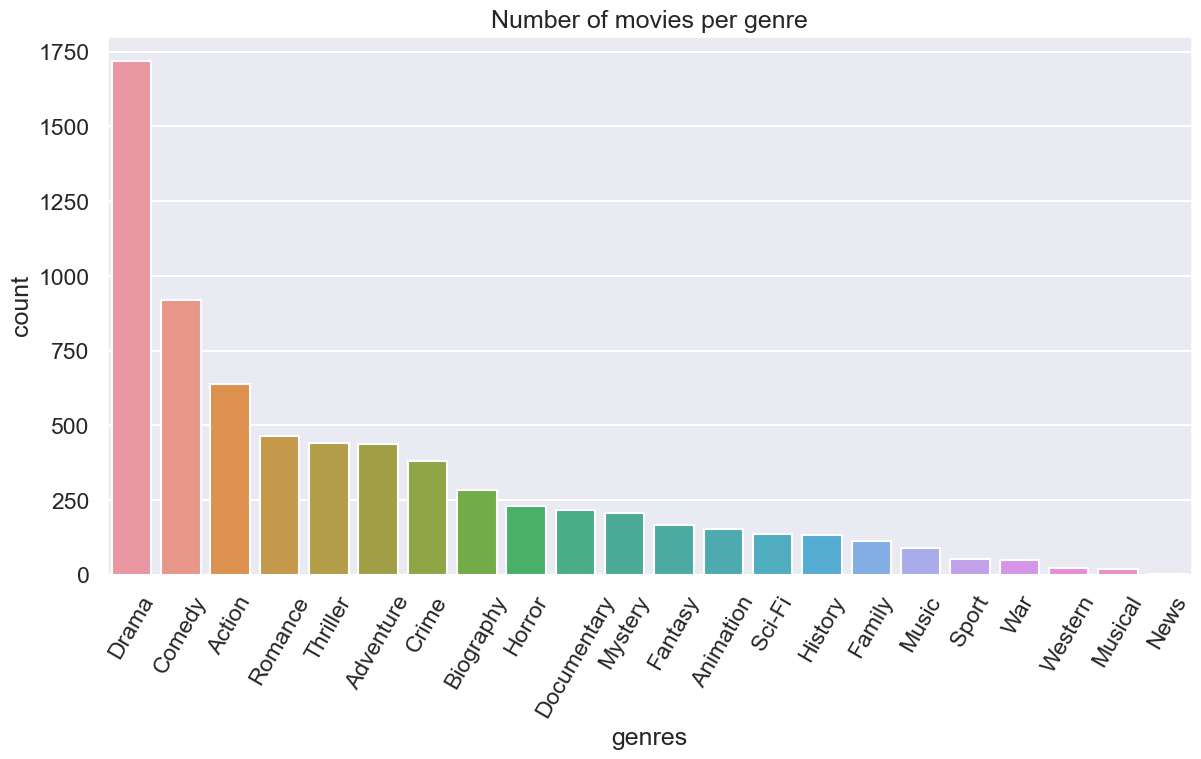 Number of movies per genre
1750
1500
1250
1000
750
500
250
0
count
Drama
Comedy
Action
Romance
Thriller
Adventure
Crime
Biography
Horror
Documentary
Mystery
Fantasy
Animation
Sci-Fi
History
Family
Music
Sport
War
Western
Musical
News
genres